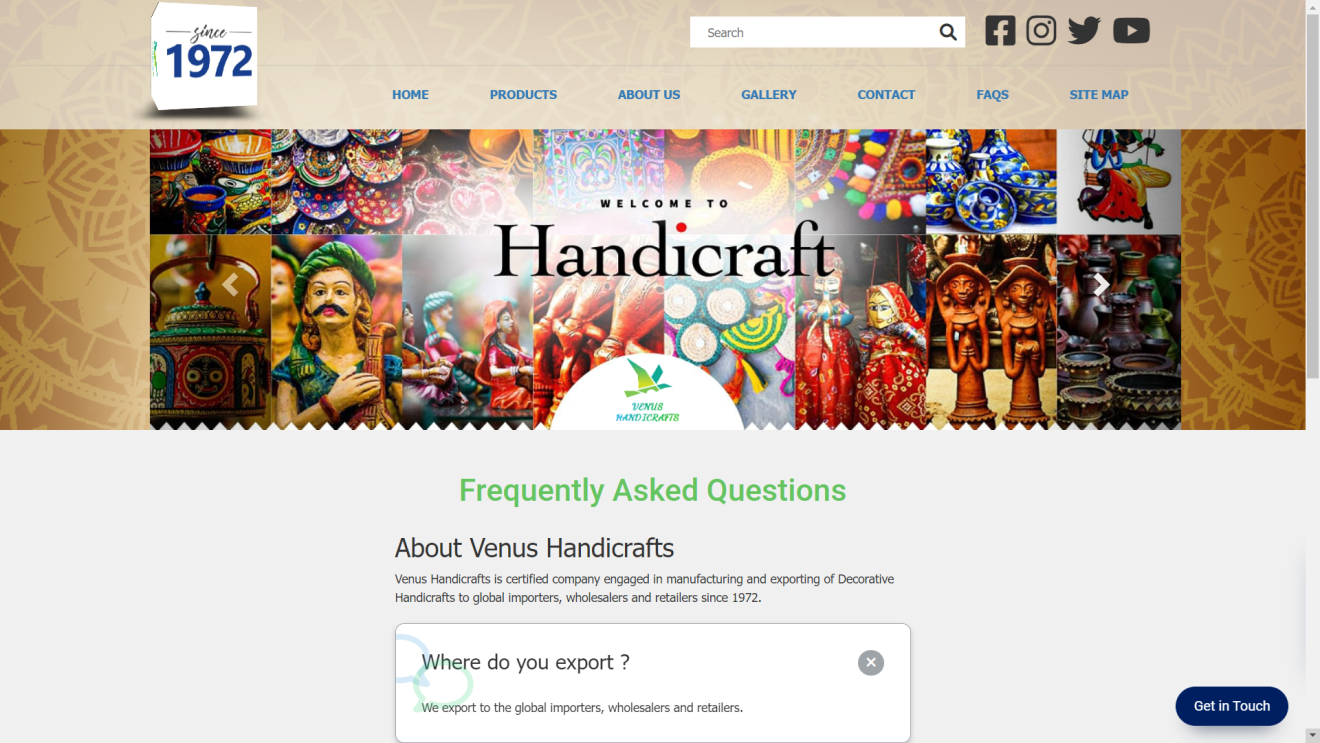 since
1972
Search
HOME
PRODUCTS
ABOUT US
GALLERY
CONTACT
FAQS
SITE MAP
WELCOME TO
Handicraft
VENUS
HANDICRAFTS
Frequently Asked Questions
About Venus Handicrafts
Venus Handicrafts is certified company engaged in manufacturing and exporting of Decorative
Handicrafts to global importers, wholesalers and retailers since 1972.
Where do you export ?
We export to the global importers, wholesalers and retailers.
Get in Touch